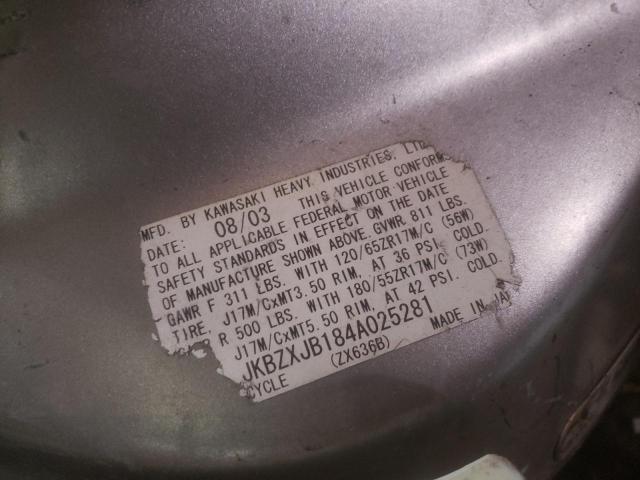 MFD. BY KAWASAKI HEAVY INDUSTRIES, LTD
DATE: 08/03 THIS VEHICLE CONFORM
TO ALL APPLICABLE FEDERAL MOTOR VEHICLE
SAFETY STANDARDS IN EFFECT ON THE DATE
OF MANUFACTURE SHOWN ABOVE. GVWR 811 LBS.
GAWR F 311 LBS. WITH 120/65ZR17M/C (56W)
TIRE, J17M/CxMT3.50 RIM, AT 36 PSI COLD.
R 500 LBS. WITH 180/55ZR17M/C (73W)
J17M/CxMT5.50 RIM, AT 42 PSI. COLD.
JKBZXJB184A025281
CYCLE (ZX636B) MADE IN JAP